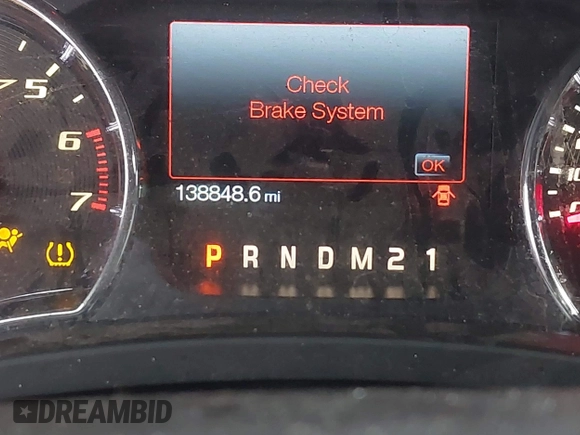 Check
Brake System
OK
138848.6 mi
5
6
7
P R N D M 2 1
DREAMBID